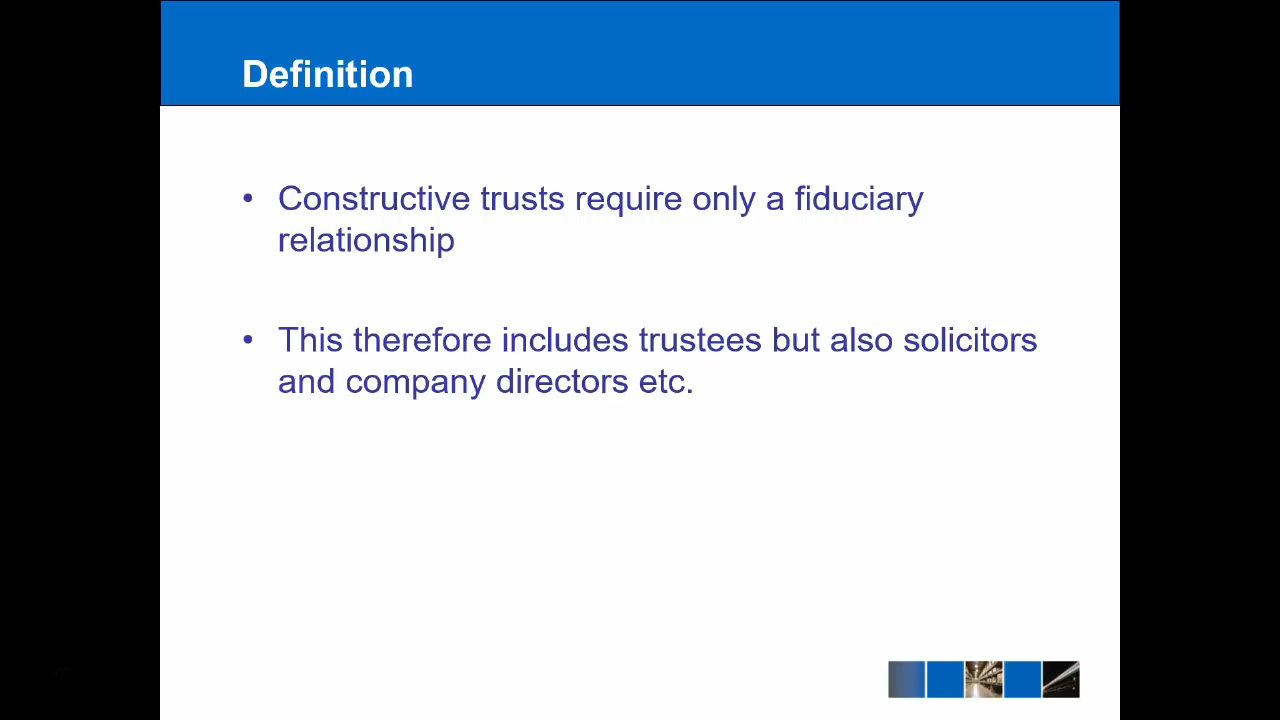 Definition
• Constructive trusts require only a fiduciary
relationship
• This therefore includes trustees but also solicitors
and company directors etc.